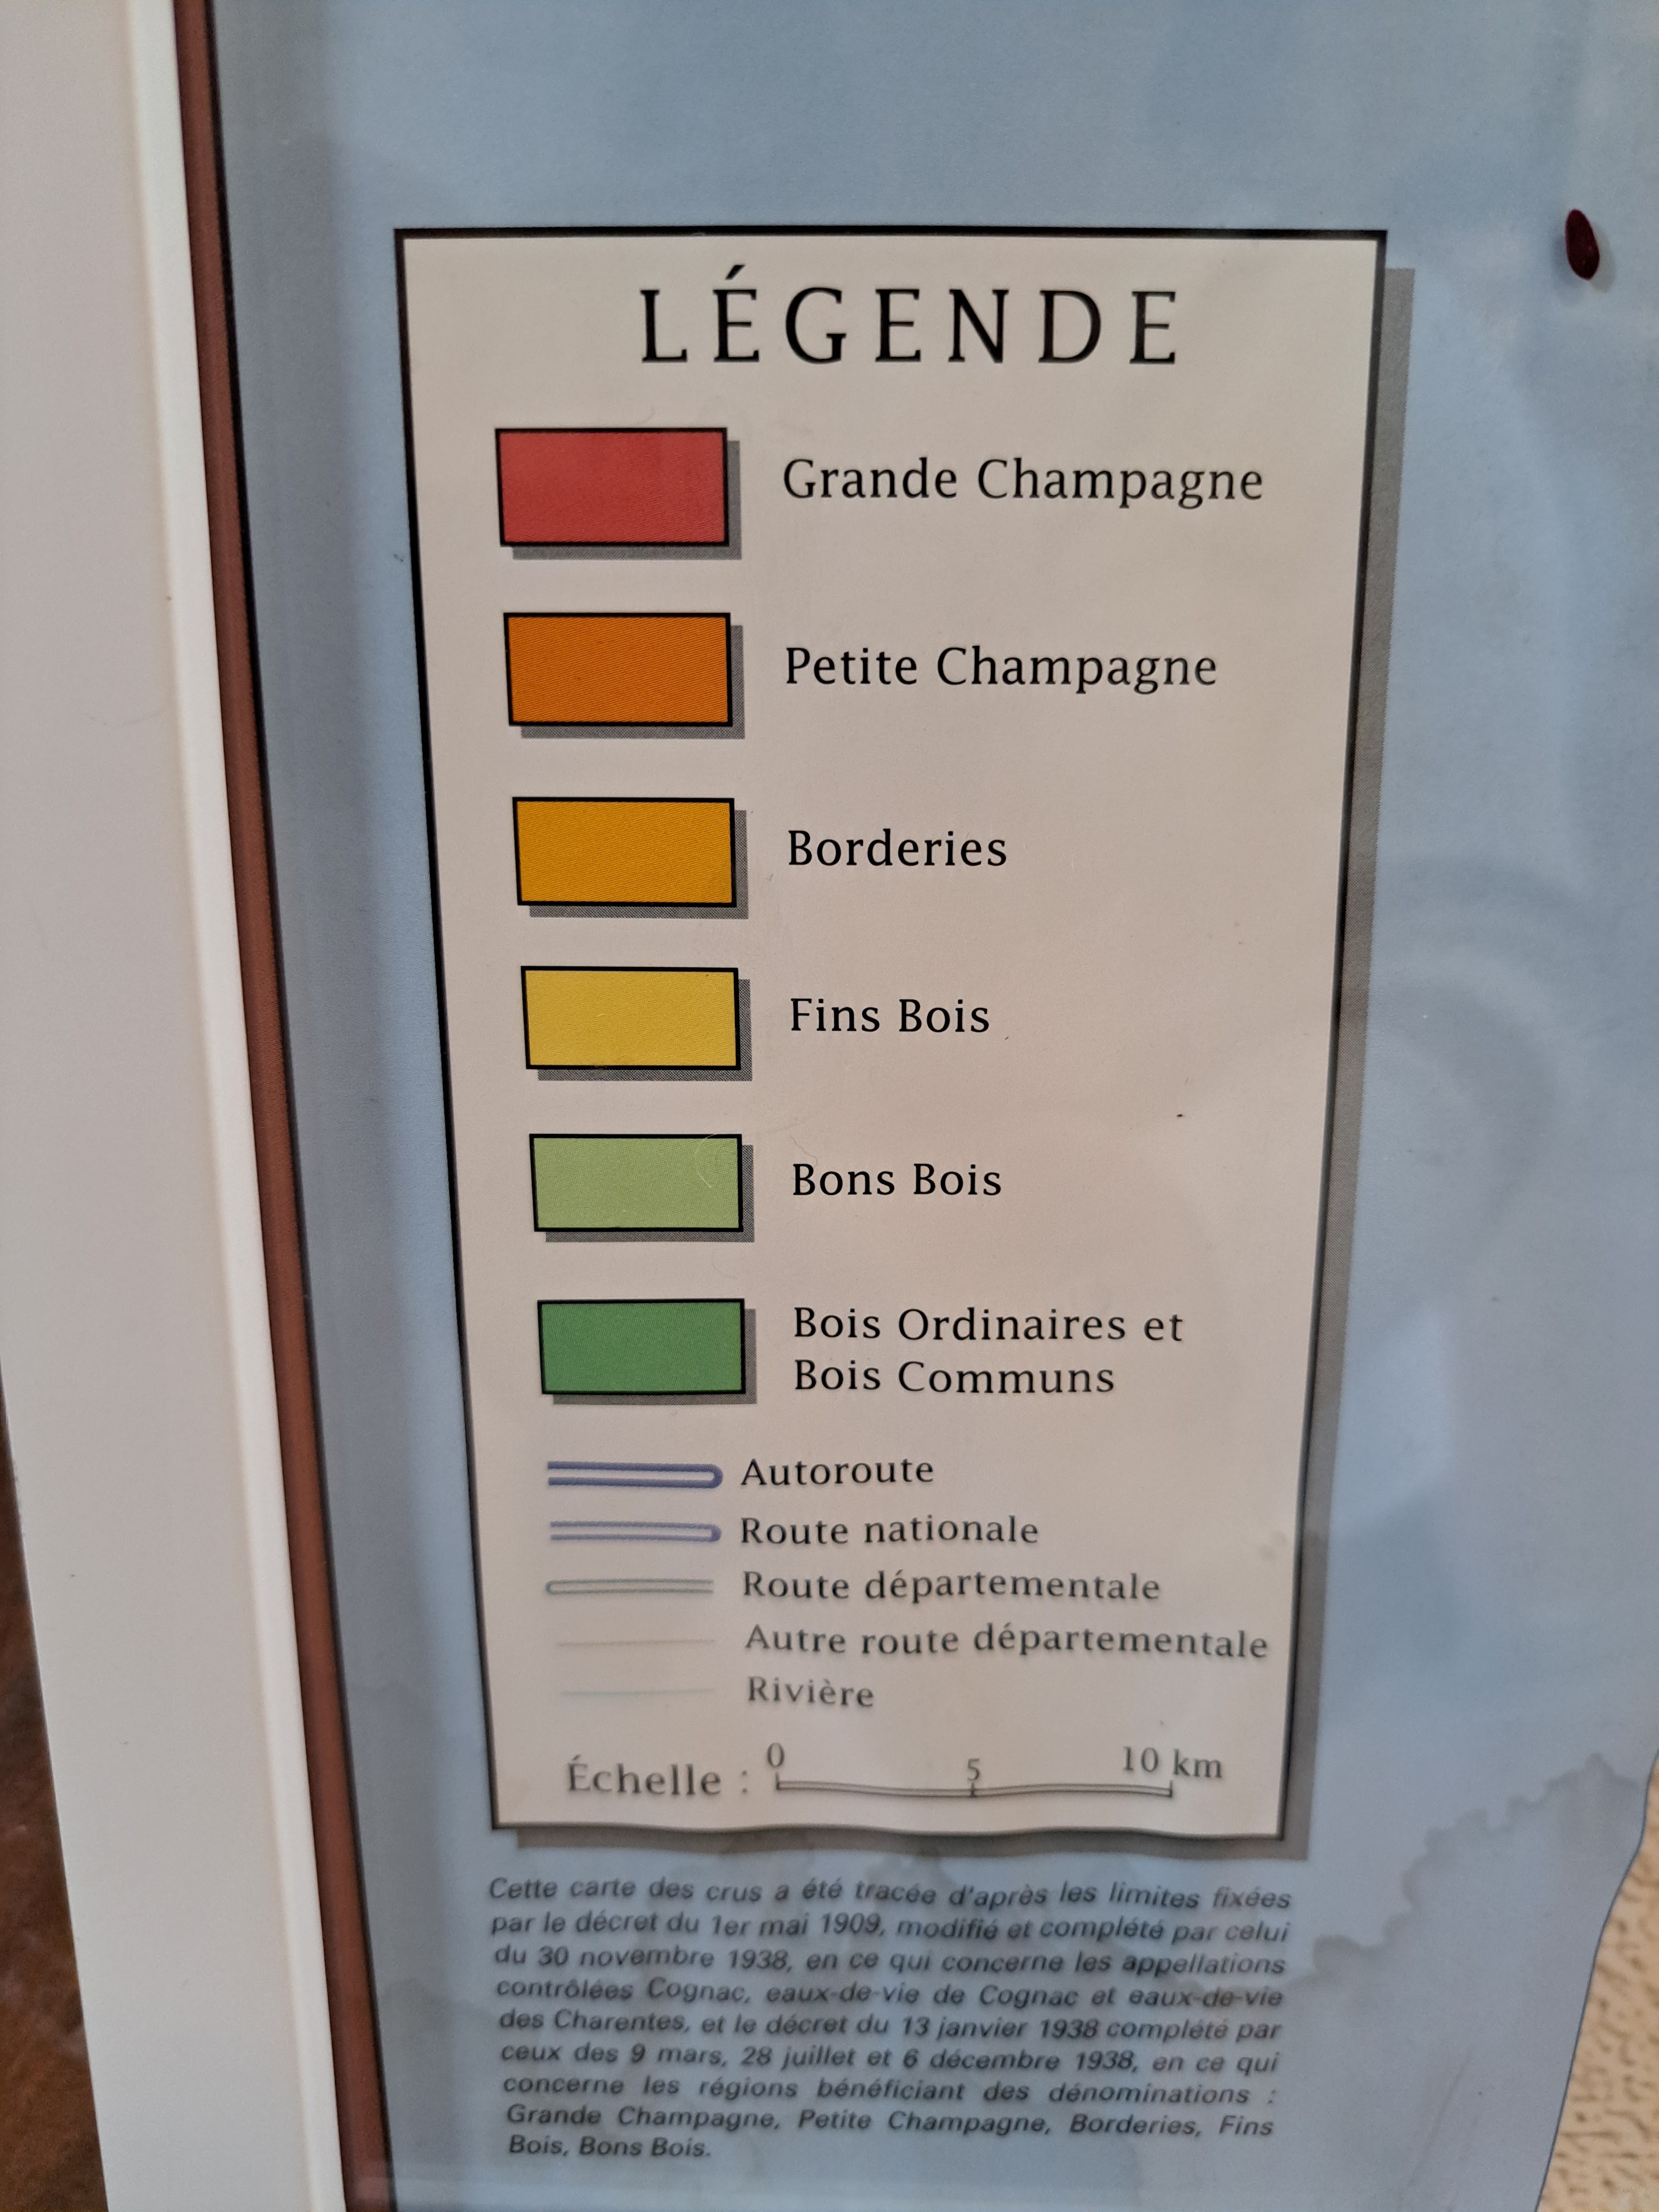 LÉGENDE
Grande Champagne
Petite Champagne
Borderies
Fins Bois
Bons Bois
Bois Ordinaires et
Bois Communs
Autoroute
Route nationale
Route départementale
Autre route départementale
Rivière
Échelle : 0 5 10 km
Cette carte des crus a été tracée d'après les limites fixées
par le décret du 1er mai 1909, modifié et complété par celui
du 30 novembre 1938, en ce qui concerne les appellations
contrôlées Cognac, eaux-de-vie de Cognac et eaux-de-vie
des Charentes, et le décret du 13 janvier 1938 complété par
ceux des 9 mars, 28 juillet et 6 décembre 1938, en ce qui
concerne les régions bénéficiant des dénominations :
Grande Champagne, Petite Champagne, Borderies, Fins
Bois, Bons Bois.